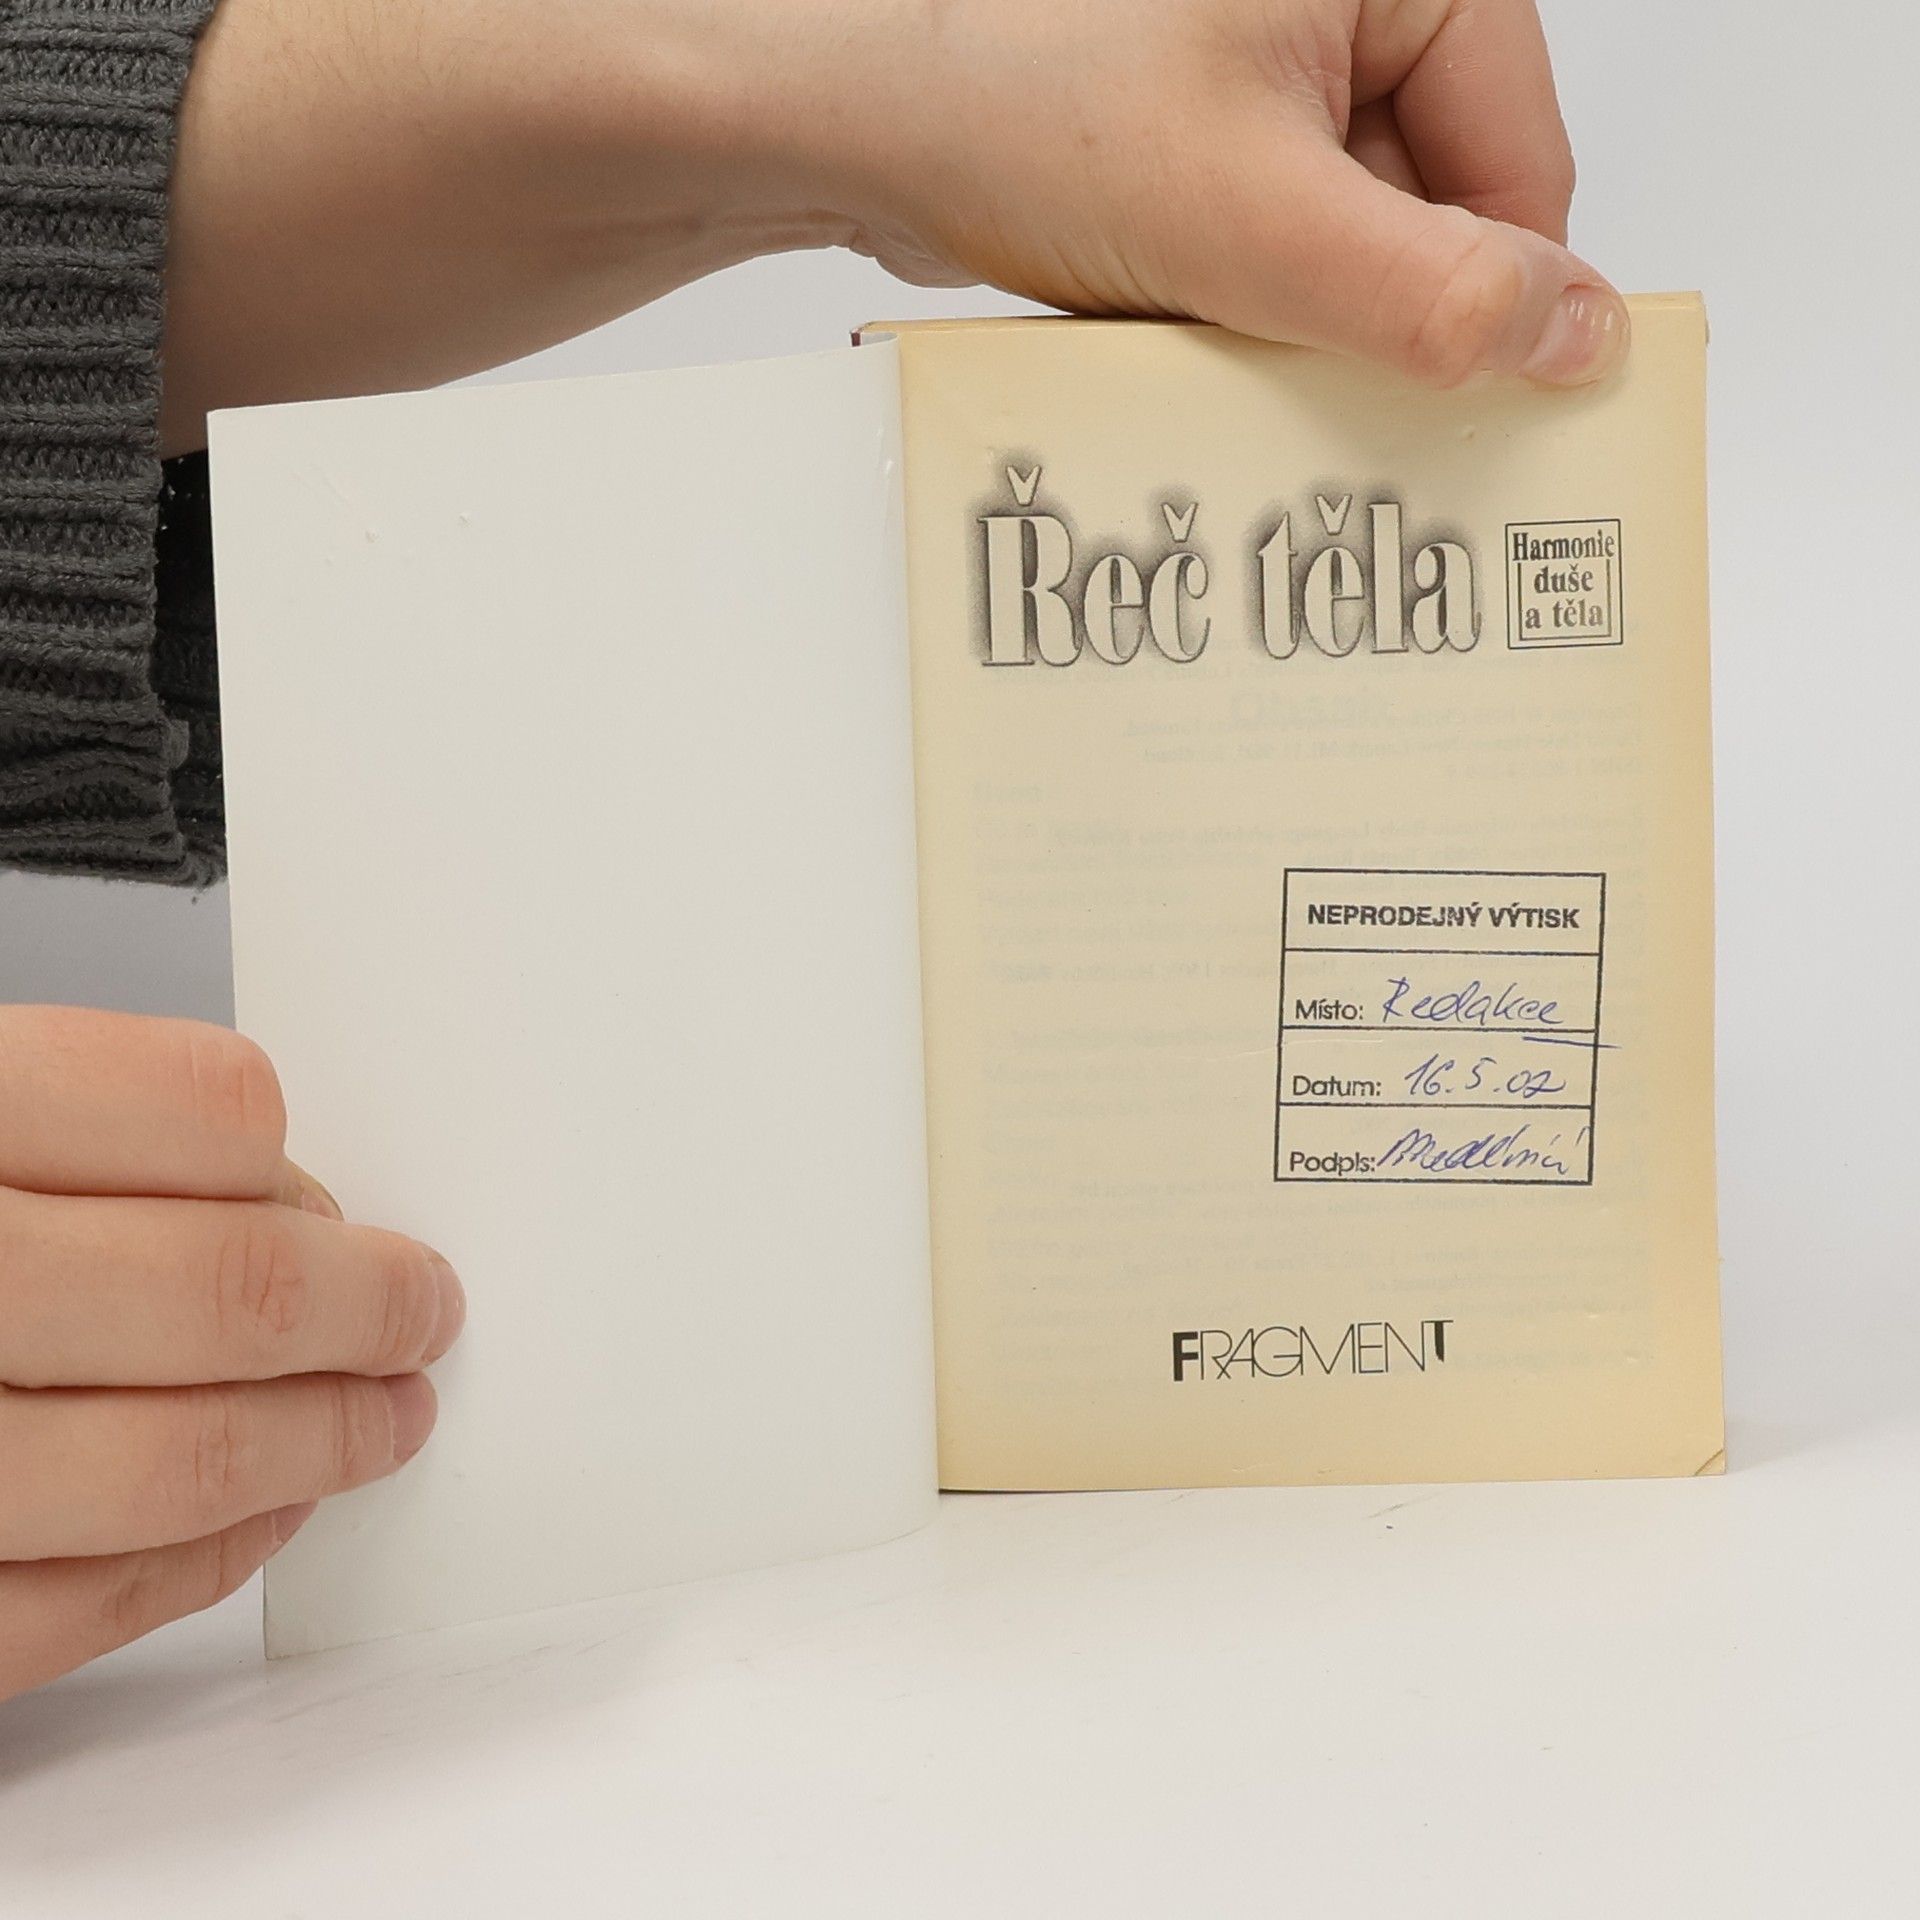 Řeč těla
Harmonie
duše
a těla
NEPRODEJNÝ VÝTISK
Místo: Redakce
Datum: 16.5.02
Podpis:
FRAGMENT